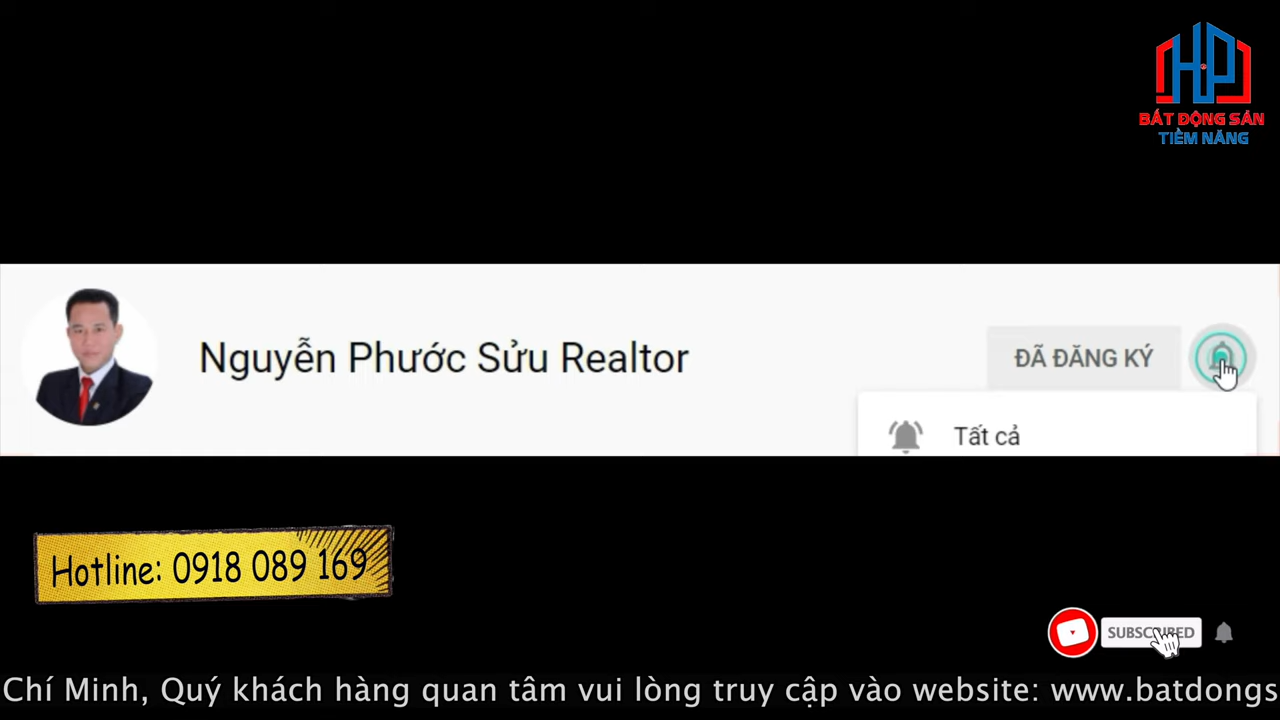 HP
BẤT ĐỘNG SẢN
TIỀM NĂNG
Nguyễn Phước Sửu Realtor
ĐÃ ĐĂNG KÝ
Tất cả
Hotline: 0918 089 169
SUBSCRIBED
Chí Minh, Quý khách hàng quan tâm vui lòng truy cập vào website: www.batdongs